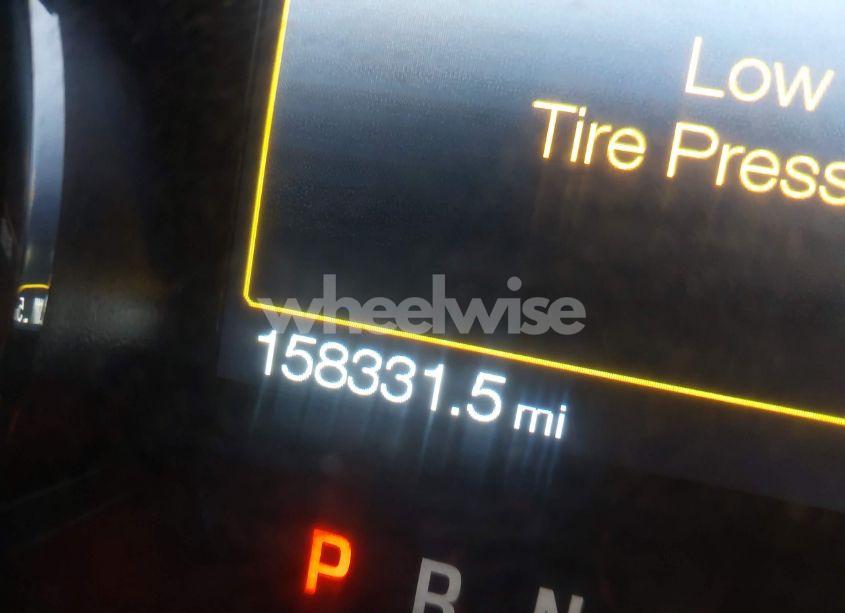 Low
Tire Press
wheelwise
158331.5 mi
P R N